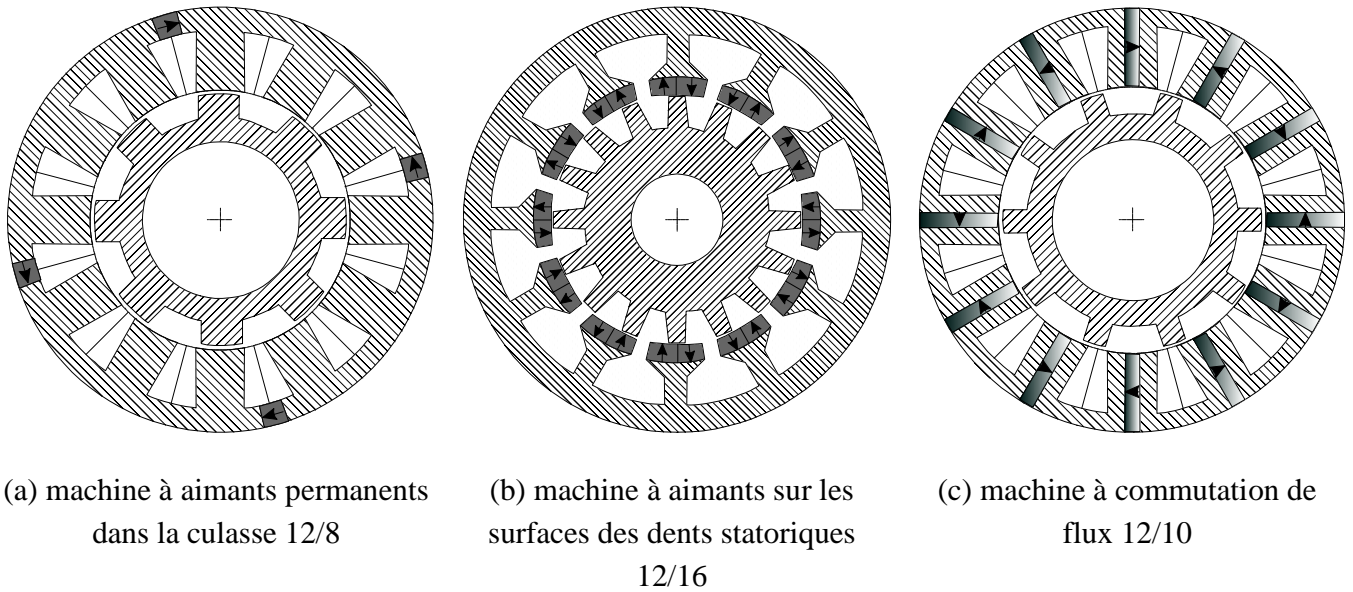 (a) machine à aimants permanents
dans la culasse 12/8
(b) machine à aimants sur les
surfaces des dents statoriques
12/16
(c) machine à commutation de
flux 12/10